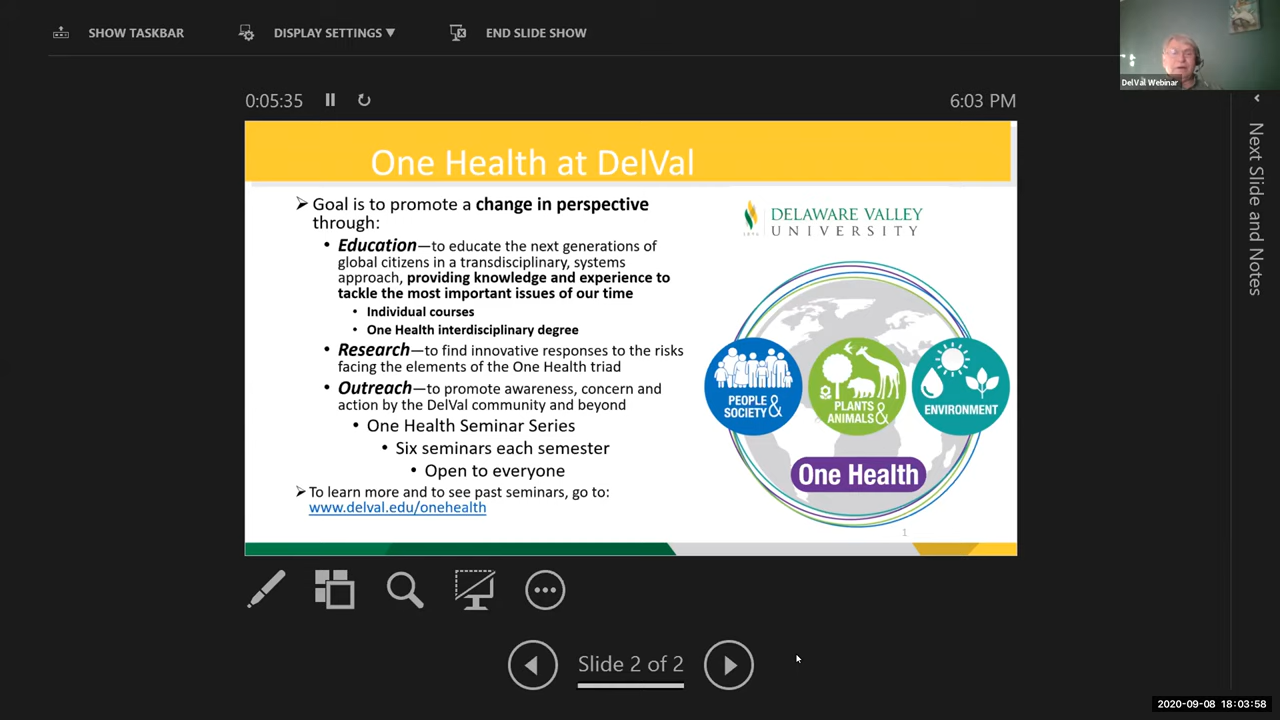 SHOW TASKBAR
DISPLAY SETTINGS ▼
END SLIDE SHOW
DelVal Webinar
0:05:35
6:03 PM
Next Slide and Notes
One Health at DelVal
➢ Goal is to promote a change in perspective
through:
• Education—to educate the next generations of
global citizens in a transdisciplinary, systems
approach, providing knowledge and experience to
tackle the most important issues of our time
• Individual courses
• One Health interdisciplinary degree
• Research—to find innovative responses to the risks
facing the elements of the One Health triad
• Outreach—to promote awareness, concern and
action by the DelVal community and beyond
• One Health Seminar Series
• Six seminars each semester
• Open to everyone
➢ To learn more and to see past seminars, go to:
www.delval.edu/onehealth
DELAWARE VALLEY
UNIVERSITY
PEOPLE
SOCIETY &
PLANTS
ANIMALS &
ENVIRONMENT
One Health
1
Slide 2 of 2
2020-09-08 18:03:58